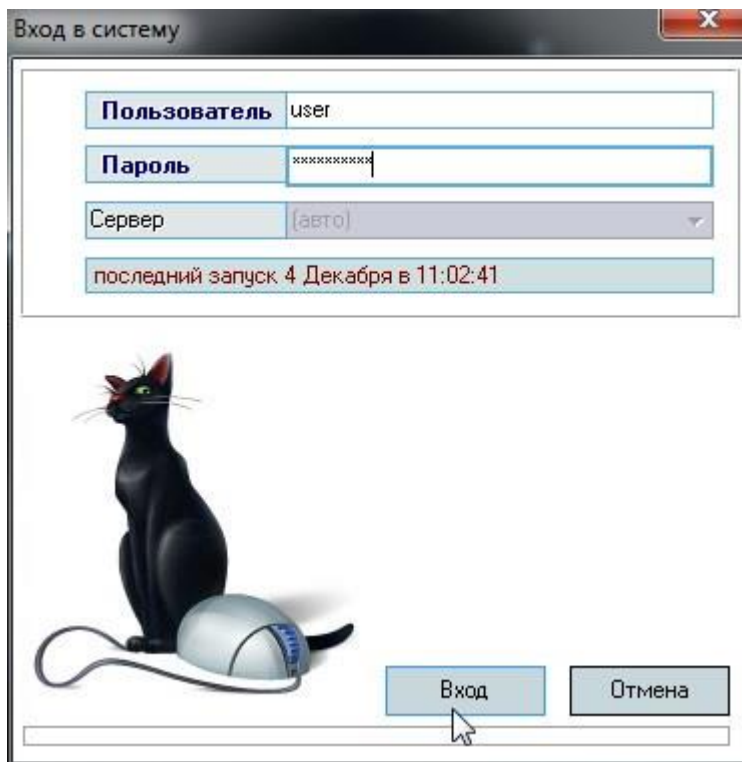 Вход в систему
Пользователь user
Пароль **********
Сервер (авто)
последний запуск 4 Декабря в 11:02:41
Вход Отмена